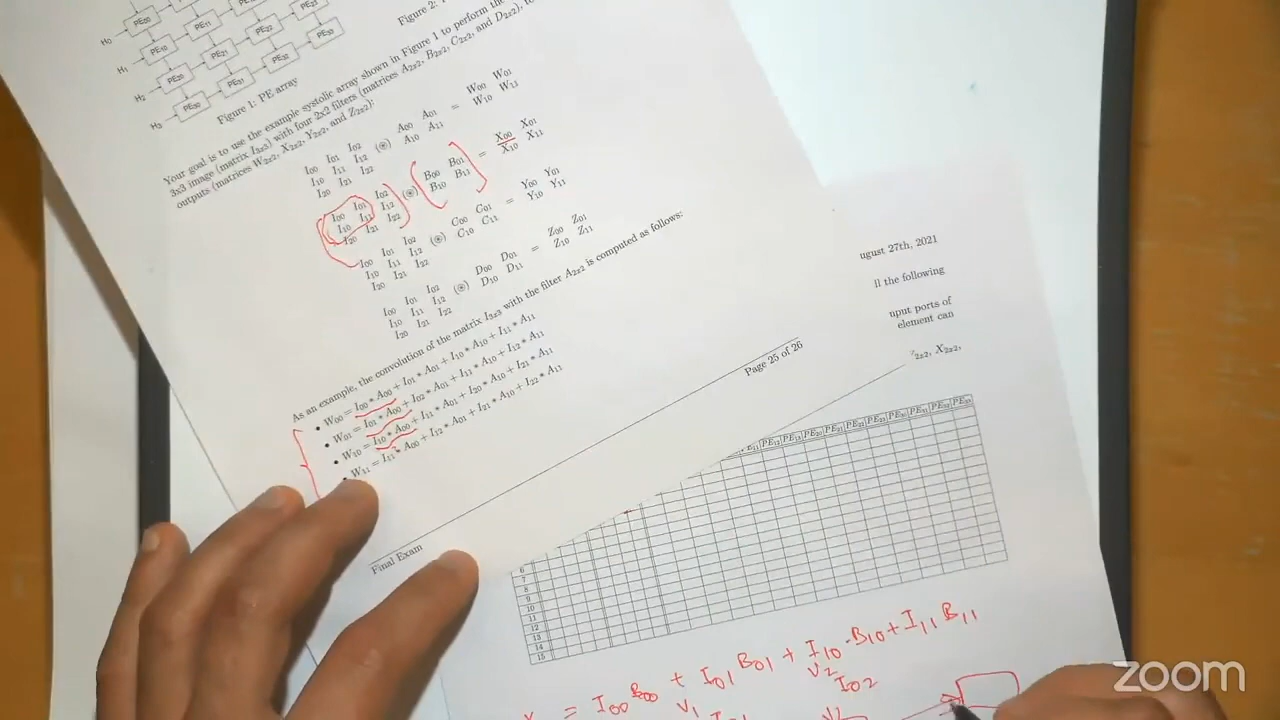 PE00
PE10 PE11
PE20 PE21 PE22
PE30 PE31 PE32 PE33
H0
H1
H2
H3
Figure 1: PE array
Figure 2:
Your goal is to use the example systolic array shown in Figure 1 to perform the
3x3 image (matrix I3x3) with four 2x2 filters (matrices A2x2, B2x2, C2x2, and D2x2), to
outputs (matrices W2x2, X2x2, Y2x2, and Z2x2):
I00 I01 I02
I10 I11 I12 (⊛) A00 A01 = W00 W01
I20 I21 I22 A10 A11 W10 W11
I00 I01 I02
I10 I11 I12 (⊛) B00 B01 = X00 X01
I20 I21 I22 B10 B11 X10 X11
I00 I01 I02
I10 I11 I12 (⊛) C00 C01 = Y00 Y01
I20 I21 I22 C10 C11 Y10 Y11
I00 I01 I02
I10 I11 I12 (⊛) D00 D01 = Z00 Z01
I20 I21 I22 D10 D11 Z10 Z11
As an example, the convolution of the matrix I3x3 with the filter A2x2 is computed as follows:
• W00 = I00 * A00 + I01 * A01 + I10 * A10 + I11 * A11
• W01 = I01 * A00 + I02 * A01 + I11 * A10 + I12 * A11
• W10 = I10 * A00 + I11 * A01 + I20 * A10 + I21 * A11
• W11 = I11 * A00 + I12 * A01 + I21 * A10 + I22 * A11
Final Exam Page 25 of 26
ugust 27th, 2021
ll the following
nput ports of
element can
X2x2,
PE12 PE13 PE20 PE21 PE22 PE23 PE30 PE31 PE32 PE33
6
7
8
9
10
11
12
13
14
15
= I00 B00 + I01 B01 + I10 · B10 + I11 B11
V1 V2
I02
zoom